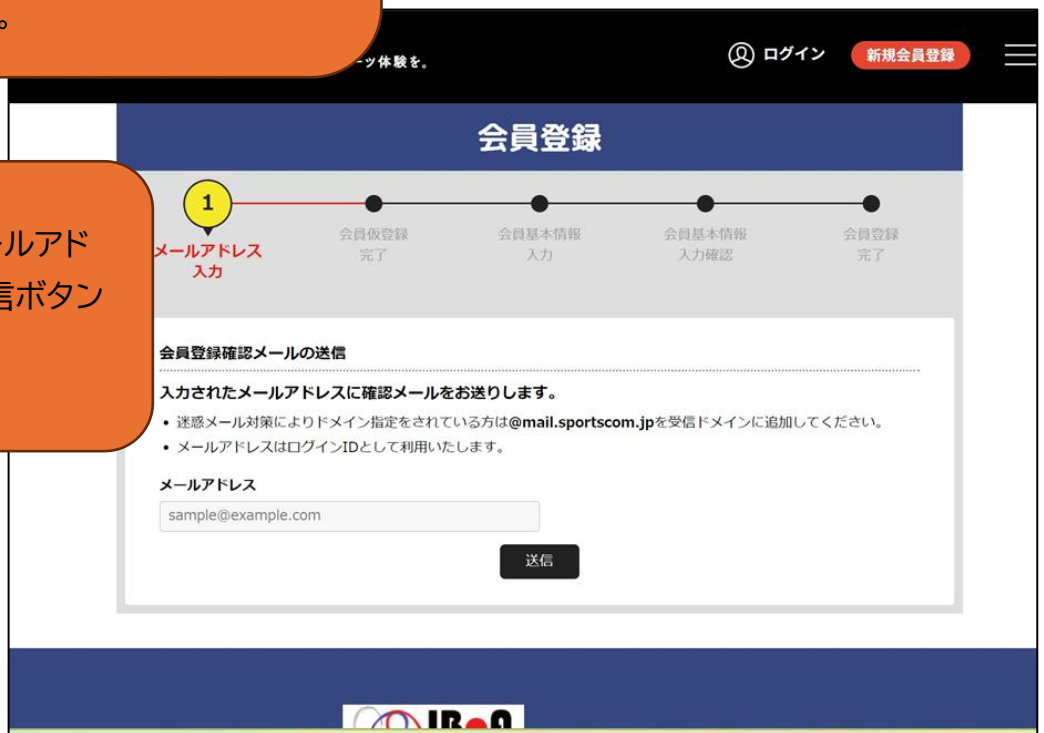 。
ーツ体験を。
ログイン
新規会員登録
会員登録
1
メールアドレス
入力
会員仮登録
完了
会員基本情報
入力
会員基本情報
入力確認
会員登録
完了
ールアド
信ボタン
会員登録確認メールの送信
入力されたメールアドレスに確認メールをお送りします。
• 迷惑メール対策によりドメイン指定をされている方は@mail.sportscom.jpを受信ドメインに追加してください。
• メールアドレスはログインIDとして利用いたします。
メールアドレス
sample@example.com
送信